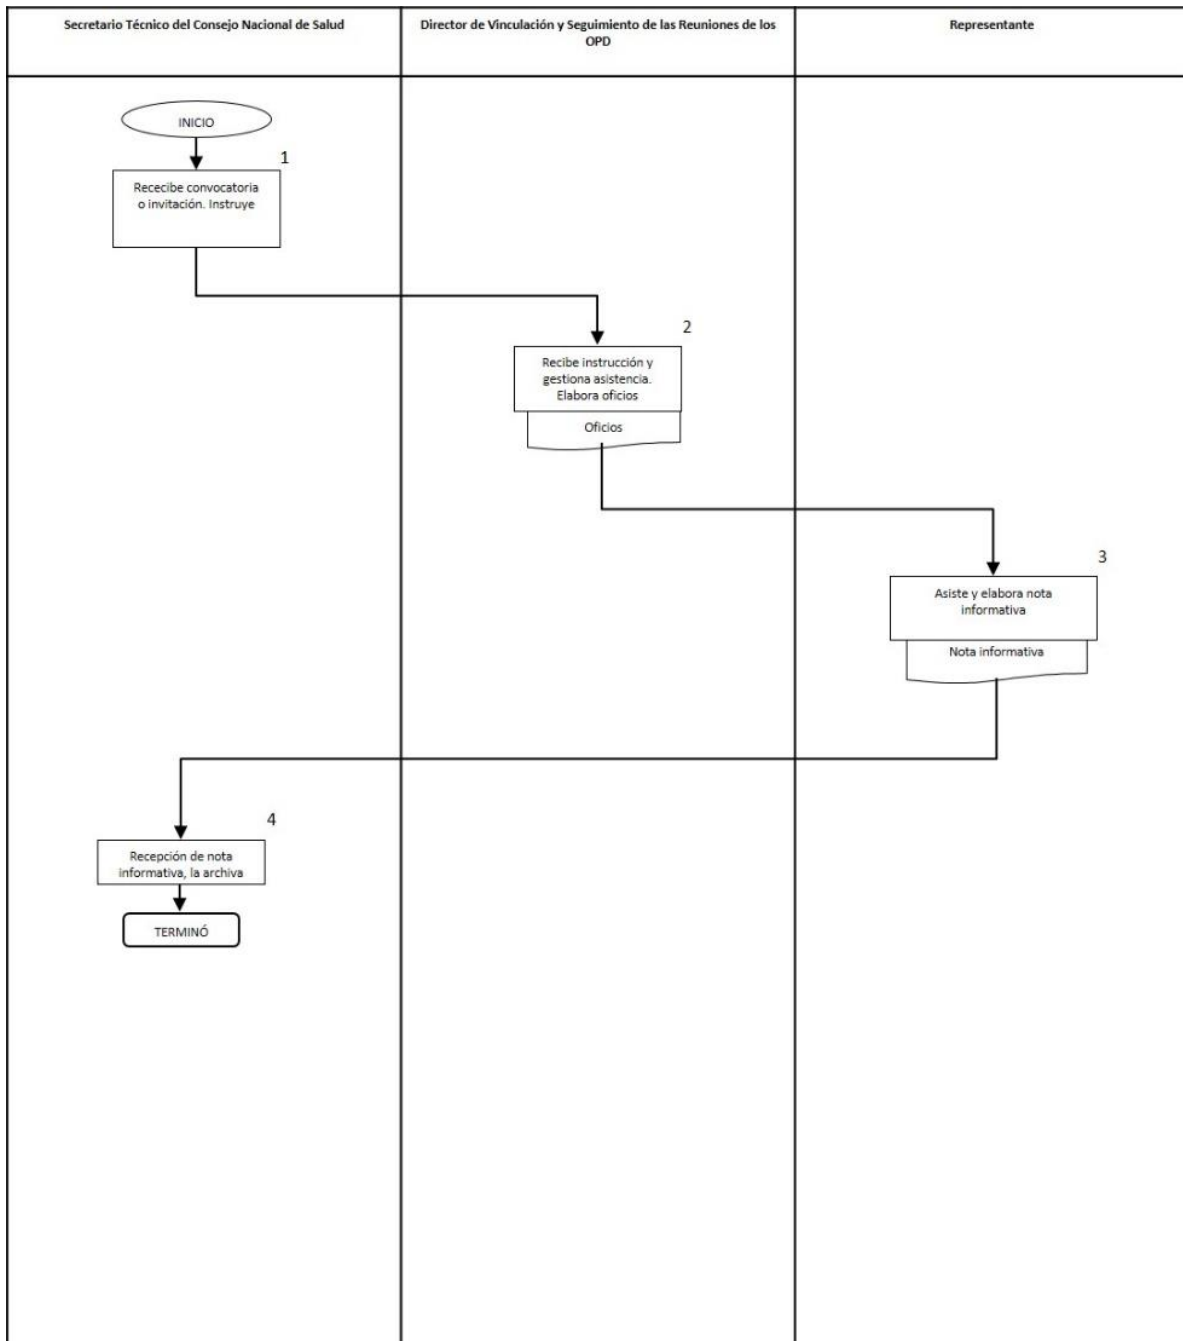 Secretario Técnico del Consejo Nacional de Salud
Director de Vinculación y Seguimiento de las Reuniones de los
OPD
Representante
INICIO
1
Rececibe convocatoria
o invitación. Instruye
2
Recibe instrucción y
gestiona asistencia.
Elabora oficios
Oficios
3
Asiste y elabora nota
informativa
Nota informativa
4
Recepción de nota
informativa, la archiva
TERMINÓ